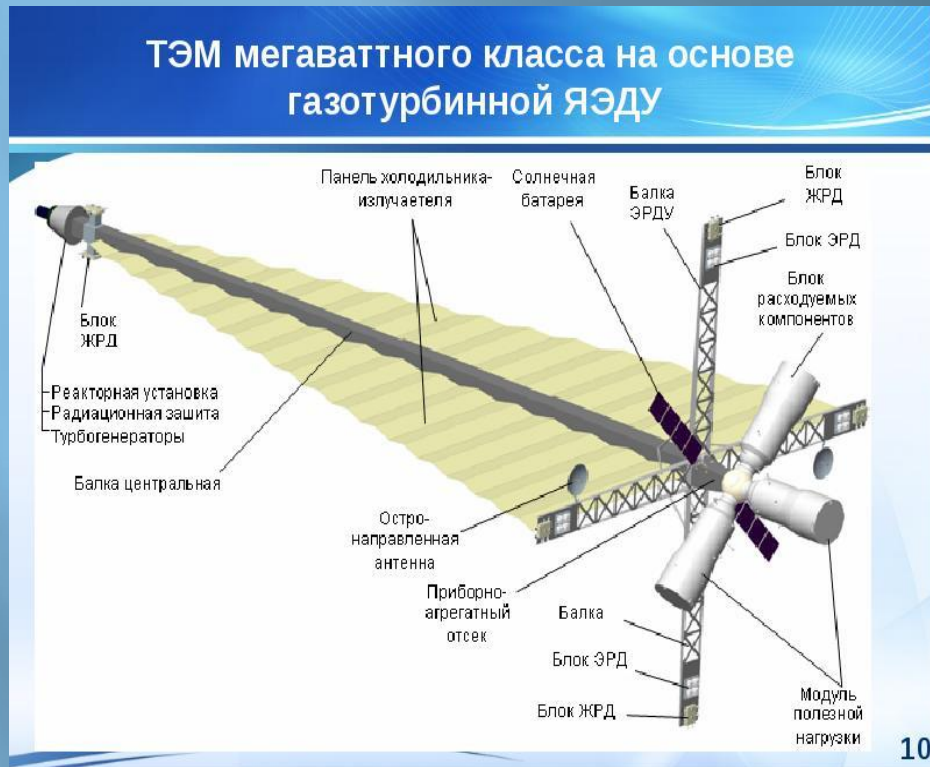 ТЭМ мегаваттного класса на основе
газотурбинной ЯЭДУ
Панель холодильника-
излучаетеля
Солнечная
батарея
Балка
ЭРДУ
Блок
ЖРД
Блок ЭРД
Блок
расходуемых
компонентов
Блок
ЖРД
Реакторная установка
Радиационная зашита
Турбогенераторы
Балка центральная
Остро-
направленная
антенна
Приборно-
агрегатный
отсек
Балка
Блок ЭРД
Блок ЖРД
Модуль
полезной
нагрузки
10